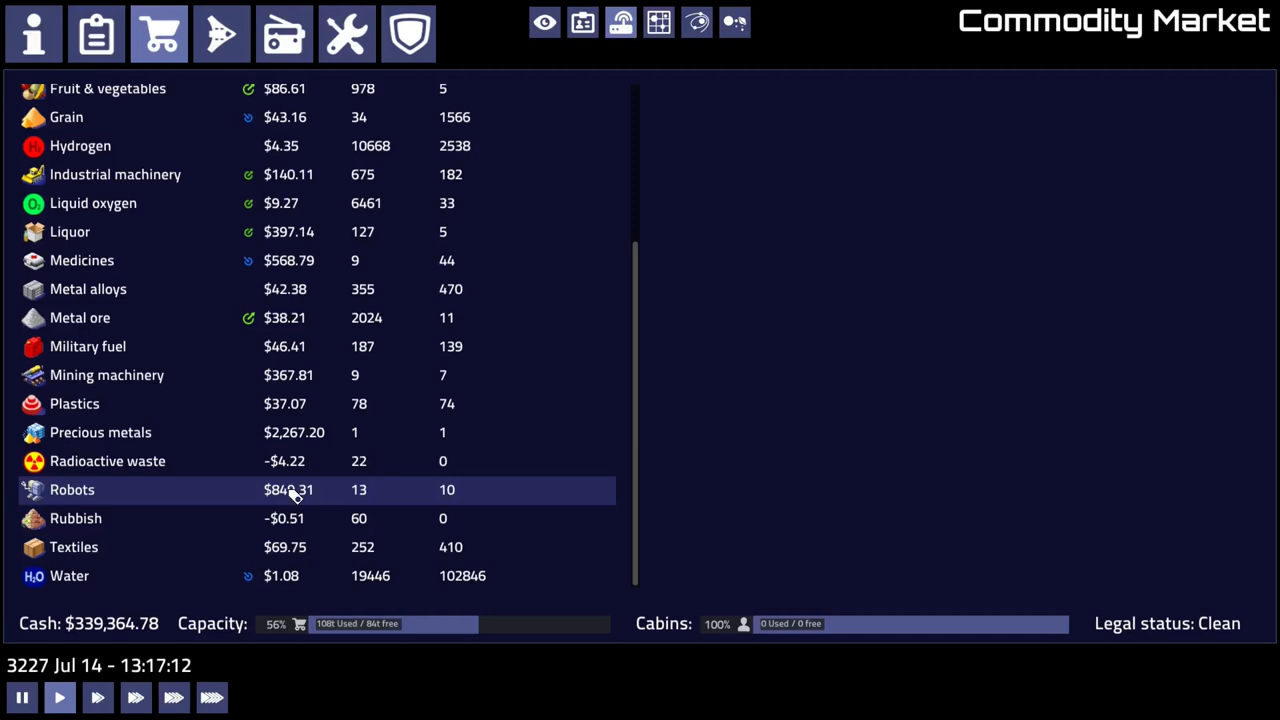 Commodity Market
Fruit & vegetables $86.61 978 5
Grain $43.16 34 1566
H₂ Hydrogen $4.35 10668 2538
Industrial machinery $140.11 675 182
O₂ Liquid oxygen $9.27 6461 33
Liquor $397.14 127 5
Medicines $568.79 9 44
Metal alloys $42.38 355 470
Metal ore $38.21 2024 11
Military fuel $46.41 187 139
Mining machinery $367.81 9 7
Plastics $37.07 78 74
Precious metals $2,267.20 1 1
Radioactive waste -$4.22 22 0
Robots 13 10
Rubbish -$0.51 60 0
Textiles $69.75 252 410
H₂O Water $1.08 19446 102846
Cash: $339,364.78 Capacity: 56% 108t Used / 84t free Cabins: 100% 0 Used / 0 free Legal status: Clean
3227 Jul 14 - 13:17:12